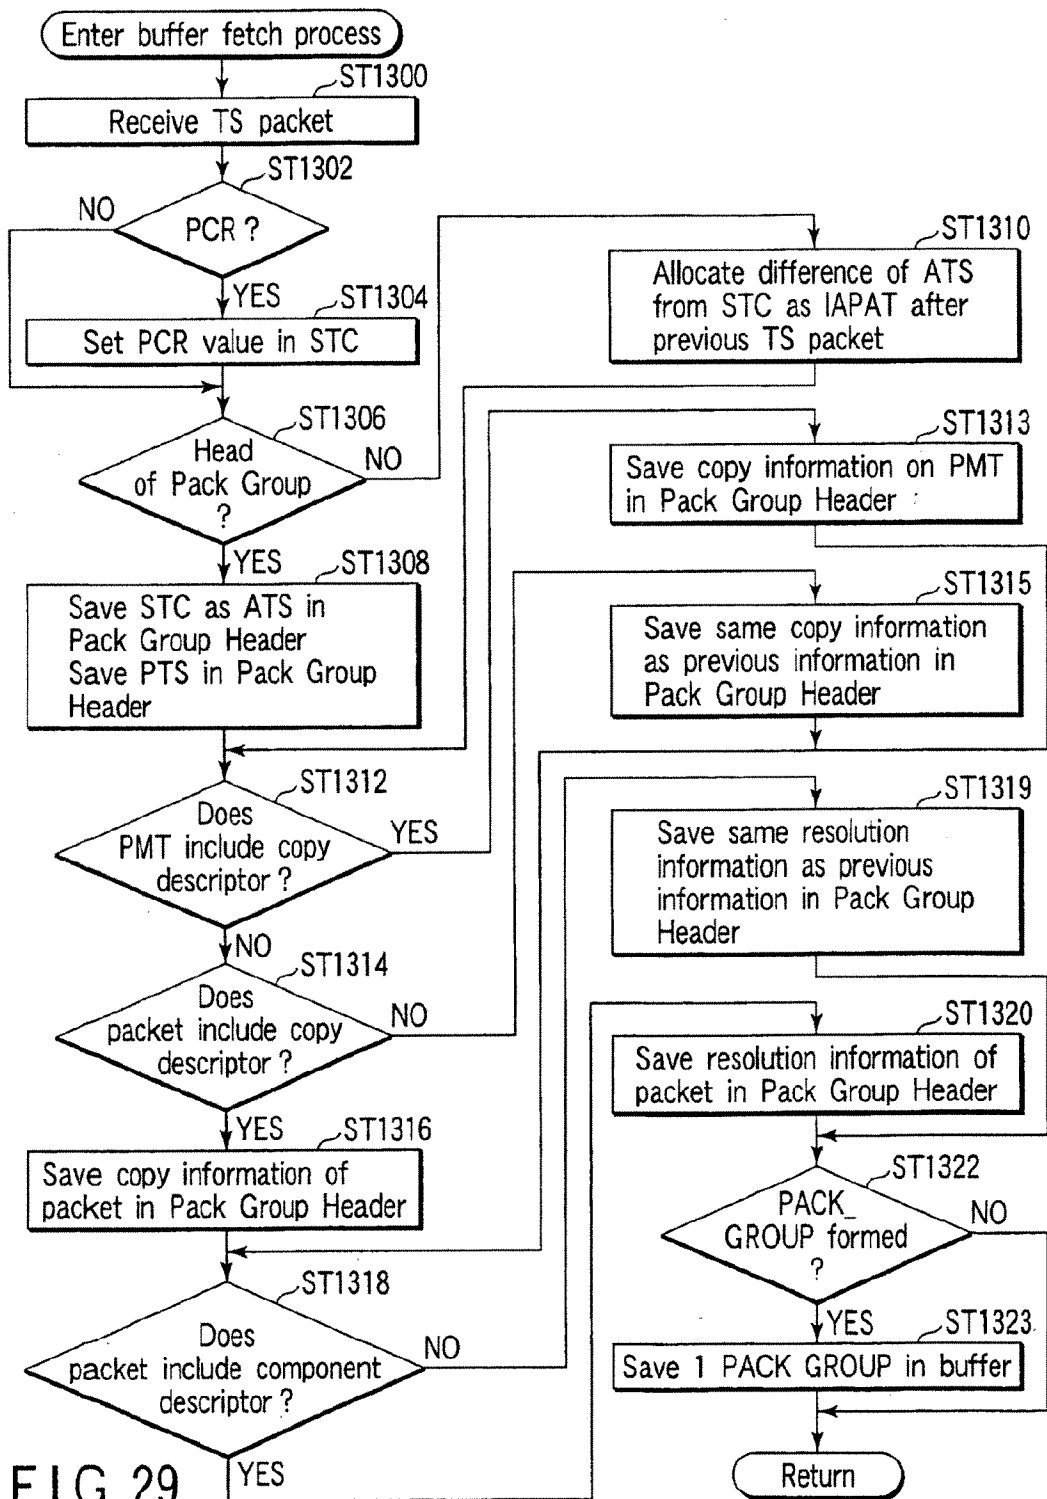 Enter buffer fetch process
ST1300
Receive TS packet
ST1302
NO
PCR ?
YES
ST1304
Set PCR value in STC
ST1306
Head
of Pack Group
?
NO
YES
ST1308
Save STC as ATS in
Pack Group Header
Save PTS in Pack Group
Header
ST1312
Does
PMT include copy
descriptor ?
YES
NO
ST1314
Does
packet include copy
descriptor ?
NO
YES
ST1316
Save copy information of
packet in Pack Group Header
ST1318
Does
packet include component
descriptor ?
NO
YES
ST1310
Allocate difference of ATS
from STC as IAPAT after
previous TS packet
ST1313
Save copy information on PMT
in Pack Group Header
ST1315
Save same copy information
as previous information in
Pack Group Header
ST1319
Save same resolution
information as previous
information in Pack Group
Header
ST1320
Save resolution information of
packet in Pack Group Header
ST1322
PACK_
GROUP formed
?
NO
YES
ST1323
Save 1 PACK GROUP in buffer
Return
FIG. 29